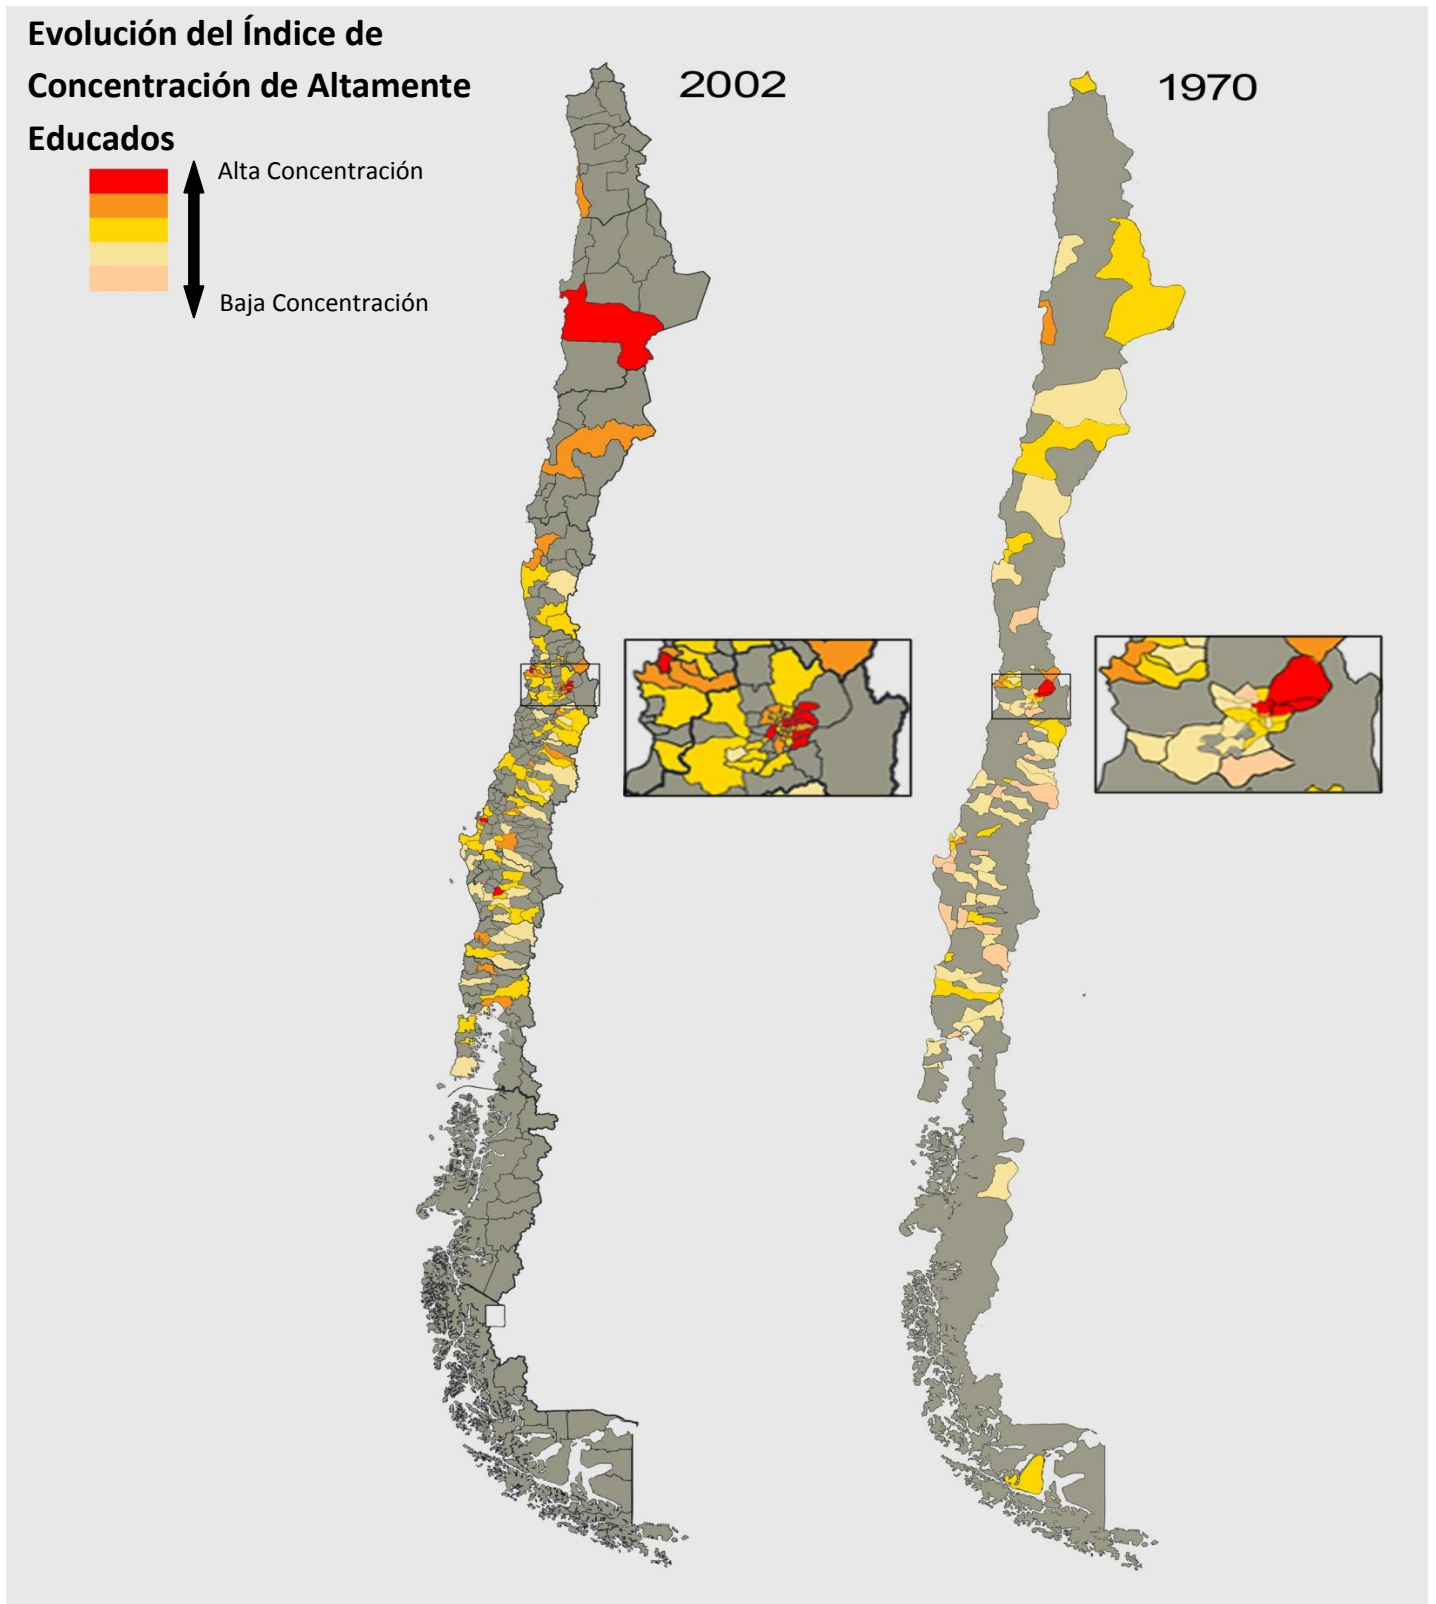 Evolución del Índice de
Concentración de Altamente
Educados
Alta Concentración
Baja Concentración
2002
1970